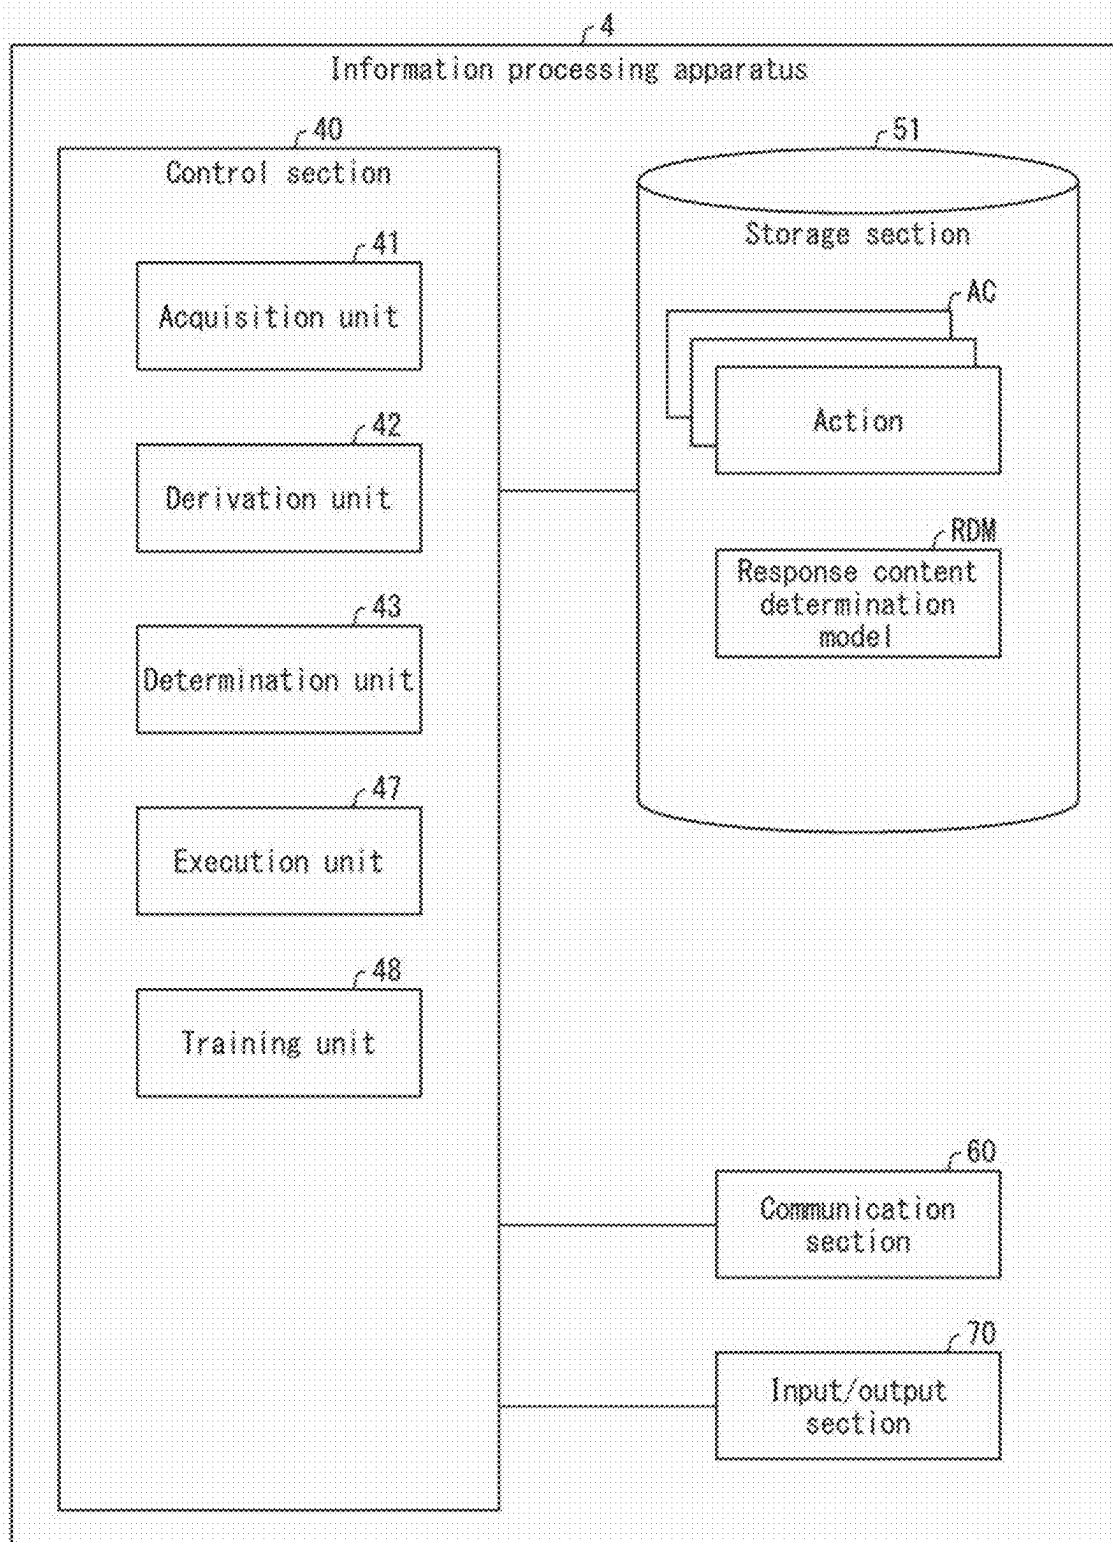 4
Information processing apparatus
40
Control section
41
Acquisition unit
42
Derivation unit
43
Determination unit
47
Execution unit
48
Training unit
51
Storage section
AC
Action
RDM
Response content
determination
model
60
Communication
section
70
Input/output
section